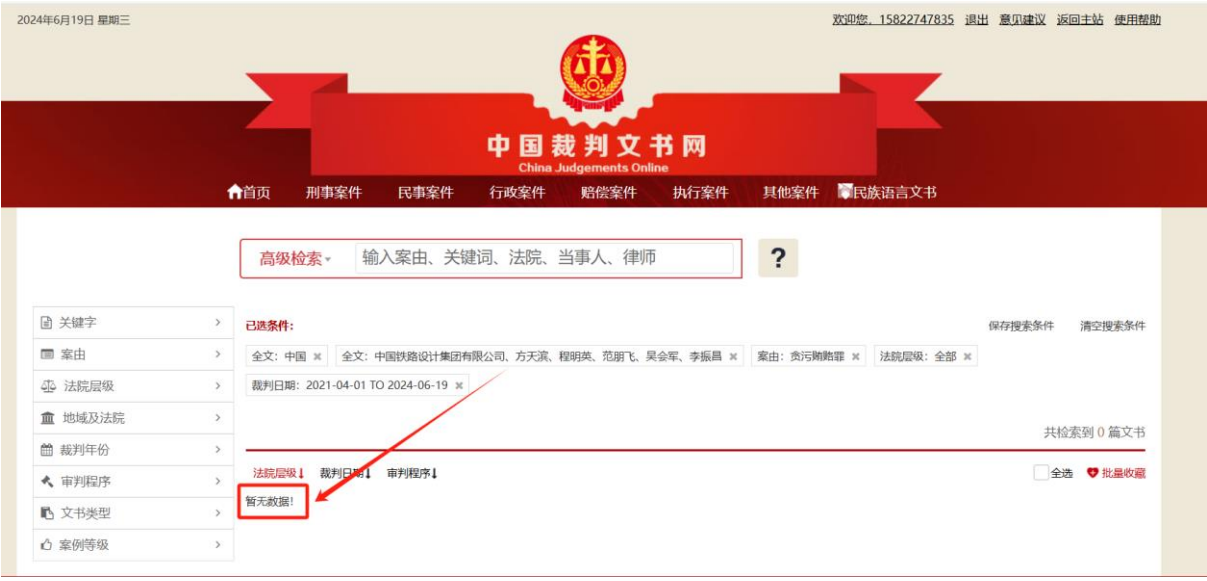 2024年6月19日 星期三
欢迎您，15822747835 退出 意见建议 返回主站 使用帮助
中国裁判文书网
China Judgements Online
首页 刑事案件 民事案件 行政案件 赔偿案件 执行案件 其他案件 民族语言文书
高级检索 输入案由、关键词、法院、当事人、律师 ?
关键字
案由
法院层级
地域及法院
裁判年份
审判程序
文书类型
案例等级
已选条件: 保存搜索条件 清空搜索条件
全文: 中国 × 全文: 中国铁路设计集团有限公司、方天滨、程明英、范朋飞、吴会军、李振昌 × 案由: 贪污贿赂罪 × 法院层级: 全部 ×
裁判日期: 2021-04-01 TO 2024-06-19 ×
共检索到 0 篇文书
法院层级↓ 裁判日期↓ 审判程序↓ 全选 批量收藏
暂无数据!